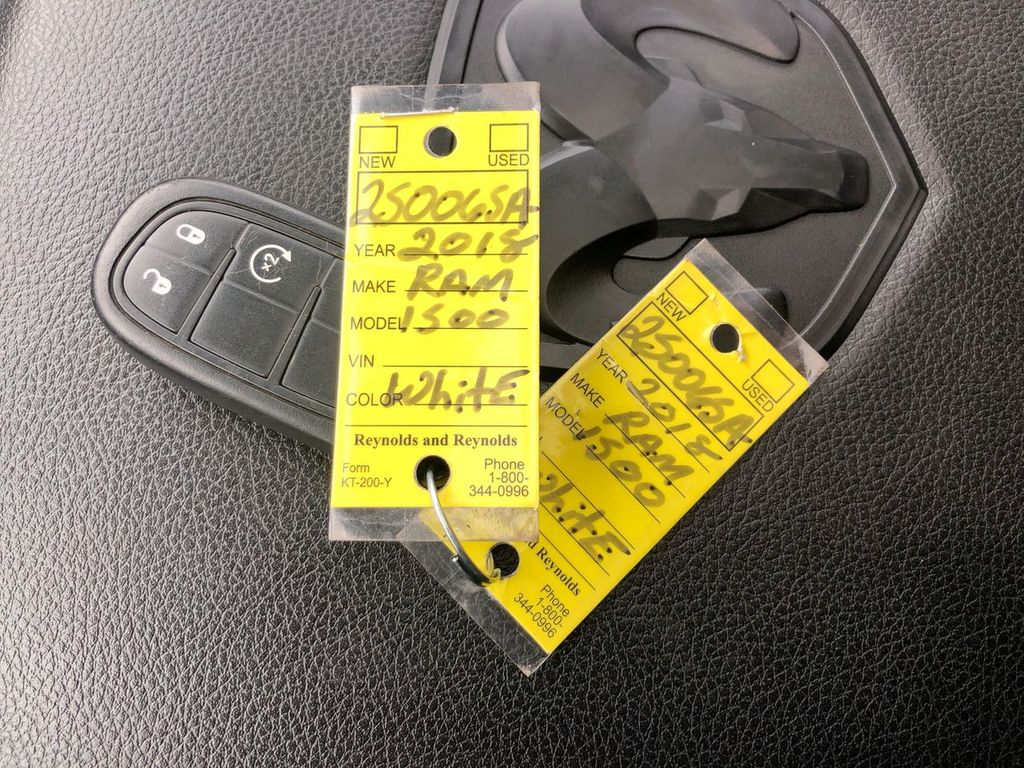 x2
NEW USED
25006SA
YEAR 2018
MAKE RAM
MODEL 1500
VIN
COLOR White
Reynolds and Reynolds
Form
KT-200-Y
Phone
1-800-
344-0996
NEW USED
25006SA
YEAR 2018
MAKE RAM
MODEL 1500
White
d Reynolds
Phone
1-800-
344-0996